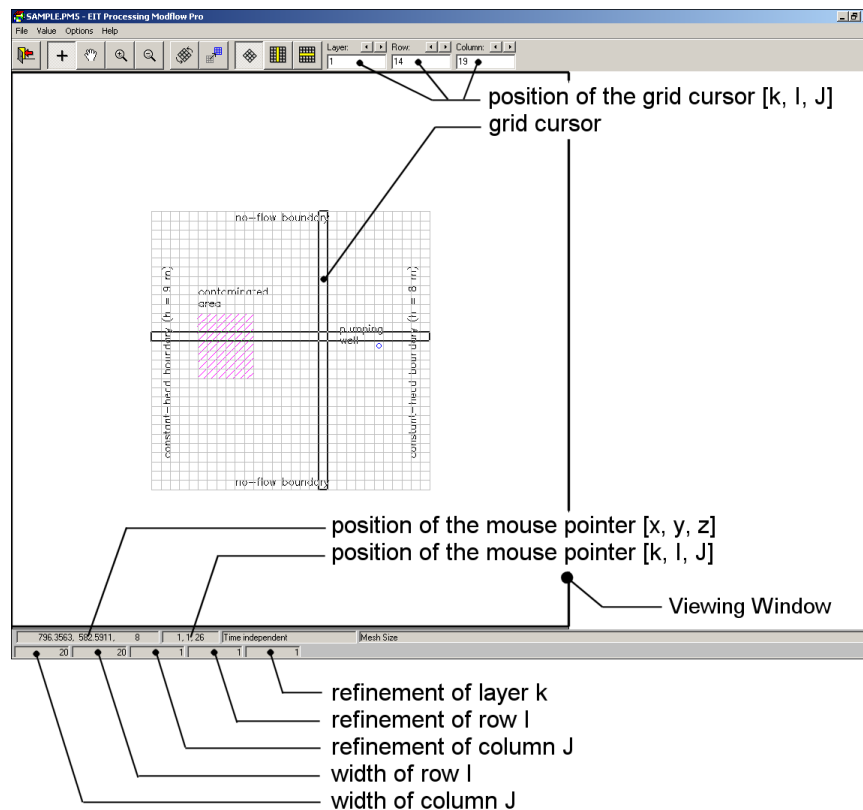 SAMPLE.PM5 - EIT Processing Modflow Pro
File Value Options Help
Layer: Row: Column:
1 14 19
position of the grid cursor [k, I, J]
grid cursor
no-flow boundary
contaminated
area
constant-head boundary (h = 9 m)
constant-head boundary (h = 8 m)
pumping
well
no-flow boundary
position of the mouse pointer [x, y, z]
position of the mouse pointer [k, I, J]
Viewing Window
796.3563, 582.5911, 8 1, 1, 26 Time independent Mesh Size
20 20 1 1 1
refinement of layer k
refinement of row I
refinement of column J
width of row I
width of column J